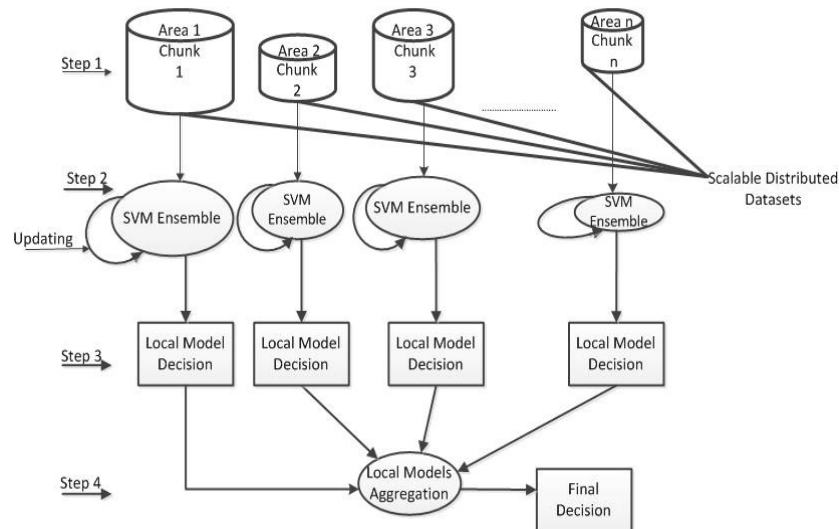 Step 1
Area 1
Chunk
1
Area 2
Chunk
2
Area 3
Chunk
3
Area n
Chunk
n
Scalable Distributed
Datasets
Step 2
Updating
SVM Ensemble
SVM
Ensemble
SVM Ensemble
SVM
Ensemble
Step 3
Local Model
Decision
Local Model
Decision
Local Model
Decision
Local Model
Decision
Step 4
Local Models
Aggregation
Final
Decision